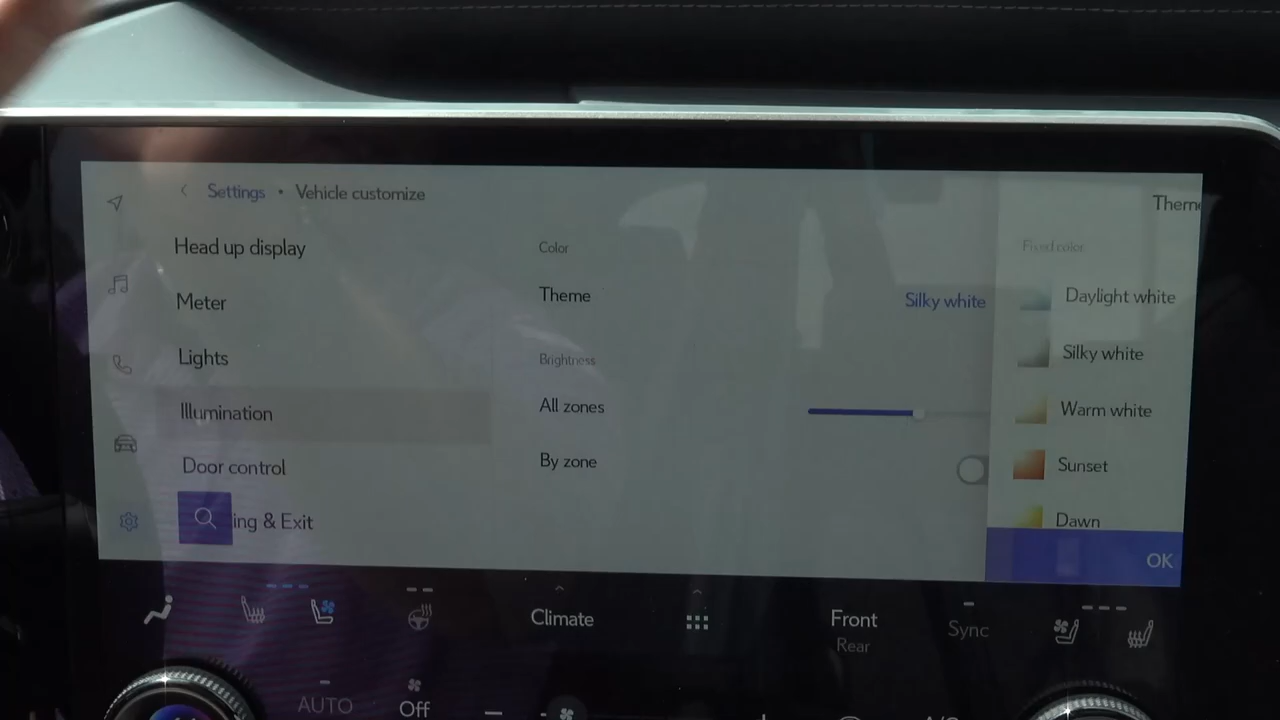 Settings • Vehicle customize
Head up display
Meter
Lights
Illumination
Door control
ing & Exit
Color
Theme
Silky white
Brightness
All zones
By zone
Them
Fixed color
Daylight white
Silky white
Warm white
Sunset
Dawn
OK
Climate
Front
Rear
Sync
AUTO
Off